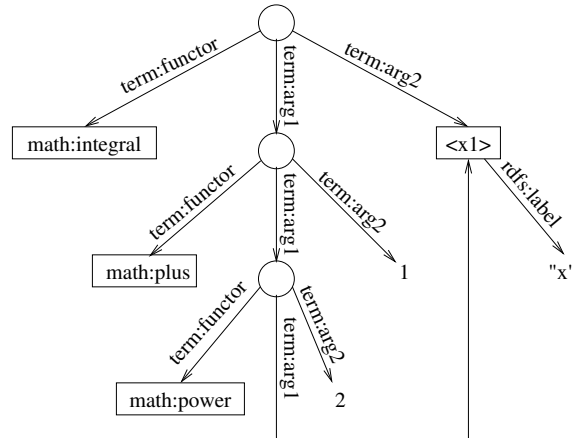 term:functor
term:arg1
term:arg2
math:integral
<x1>
term:functor
term:arg1
term:arg2
rdfs:label
math:plus
1
"x"
term:functor
term:arg1
term:arg2
math:power
2